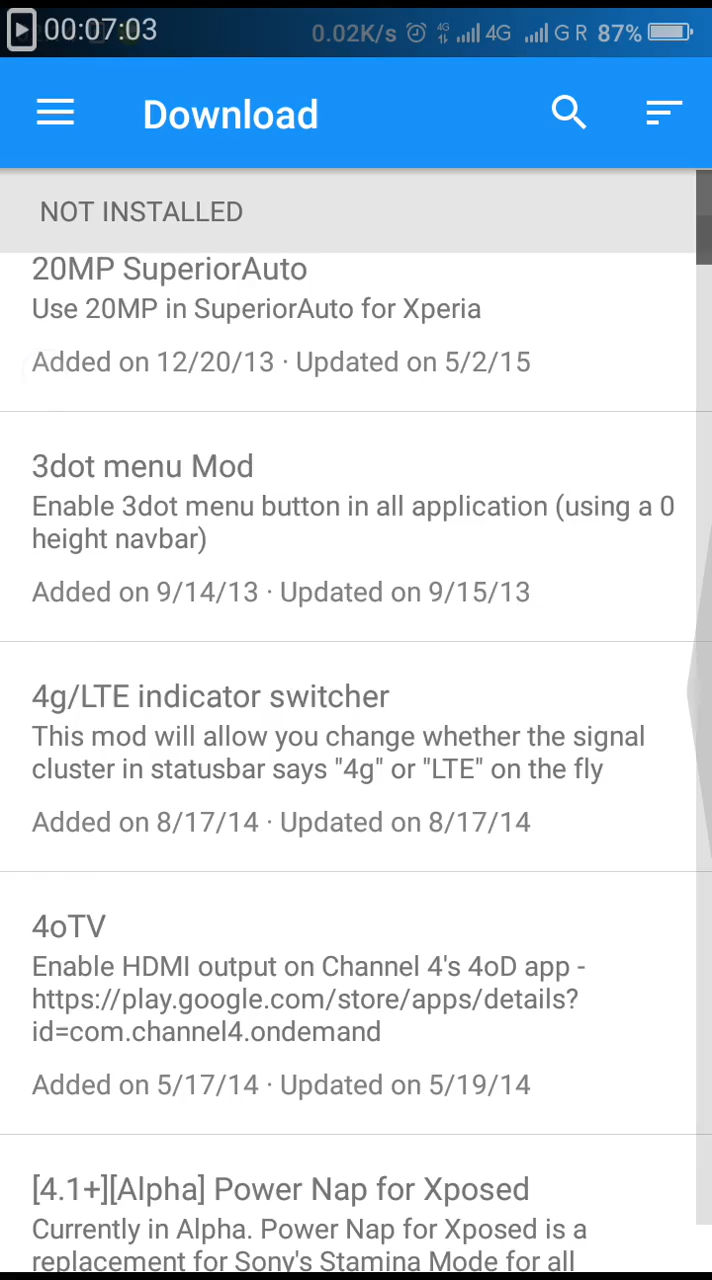 00:07:03 0.02K/s 4G 4G G R 87%
Download
NOT INSTALLED
20MP SuperiorAuto
Use 20MP in SuperiorAuto for Xperia
Added on 12/20/13 · Updated on 5/2/15
3dot menu Mod
Enable 3dot menu button in all application (using a 0
height navbar)
Added on 9/14/13 · Updated on 9/15/13
4g/LTE indicator switcher
This mod will allow you change whether the signal
cluster in statusbar says "4g" or "LTE" on the fly
Added on 8/17/14 · Updated on 8/17/14
4oTV
Enable HDMI output on Channel 4's 4oD app -
https://play.google.com/store/apps/details?
id=com.channel4.ondemand
Added on 5/17/14 · Updated on 5/19/14
[4.1+][Alpha] Power Nap for Xposed
Currently in Alpha. Power Nap for Xposed is a
replacement for Sony's Stamina Mode for all